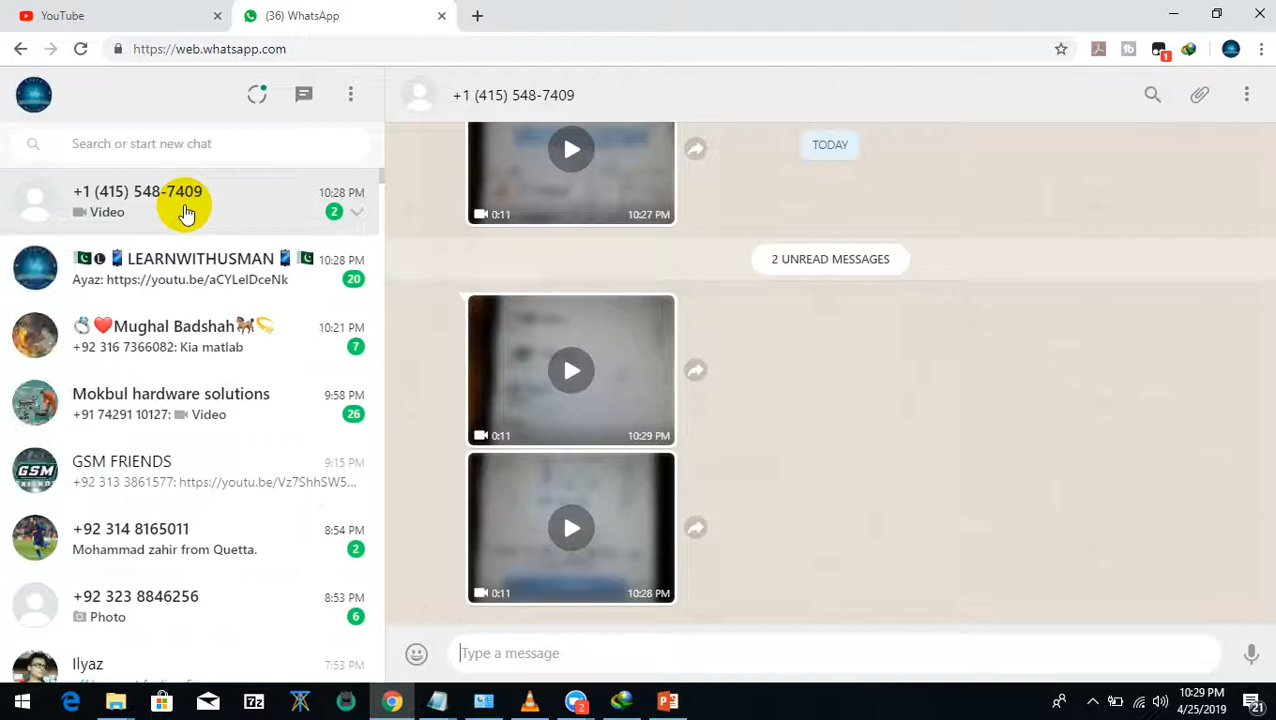 YouTube
(36) WhatsApp
https://web.whatsapp.com
1
+1 (415) 548-7409
Search or start new chat
+1 (415) 548-7409 10:28 PM
Video 2
🇵🇰🅛📱LEARNWITHUSMAN📱🇵🇰 10:28 PM
Ayaz: https://youtu.be/aCYLelDceNk 20
💍❤️Mughal Badshah🐎💫 10:21 PM
+92 316 7366082: Kia matlab 7
Mokbul hardware solutions 9:58 PM
+91 74291 10127: Video 26
GSM FRIENDS 9:15 PM
+92 313 3861577: https://youtu.be/Vz7ShhSW5...
+92 314 8165011 8:54 PM
Mohammad zahir from Quetta. 2
+92 323 8846256 8:53 PM
Photo 6
Ilyaz 7:53 PM
GSM
TODAY
0:11 10:27 PM
2 UNREAD MESSAGES
0:11 10:29 PM
0:11 10:28 PM
Type a message
7z
2
10:29 PM
4/25/2019
21